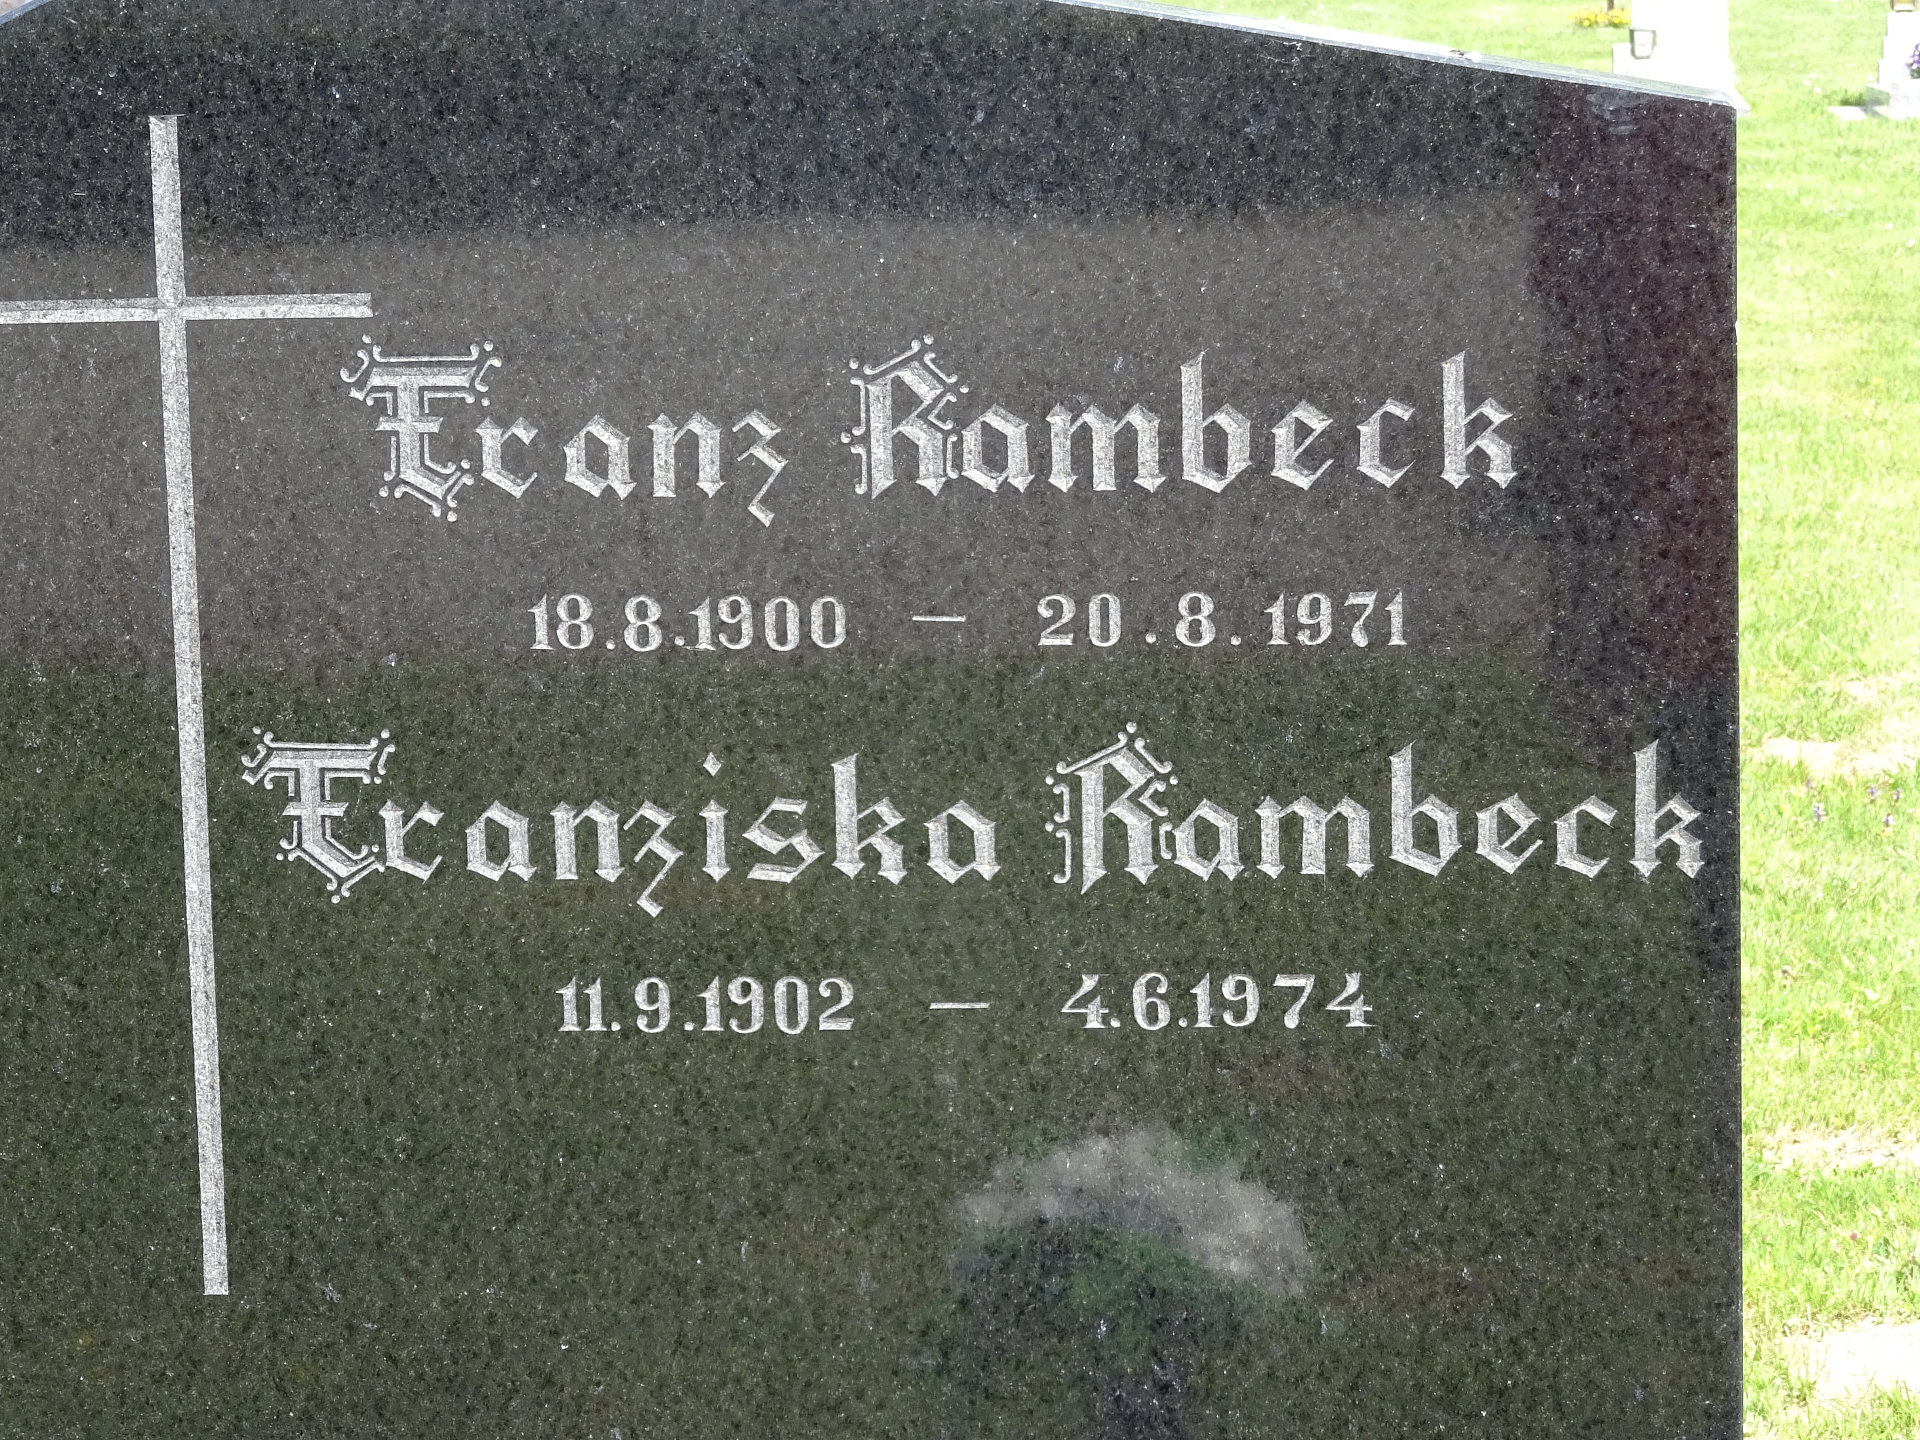 Franz Rambeck
18.8.1900 — 20.8.1971
Franziska Rambeck
11.9.1902 — 4.6.1974